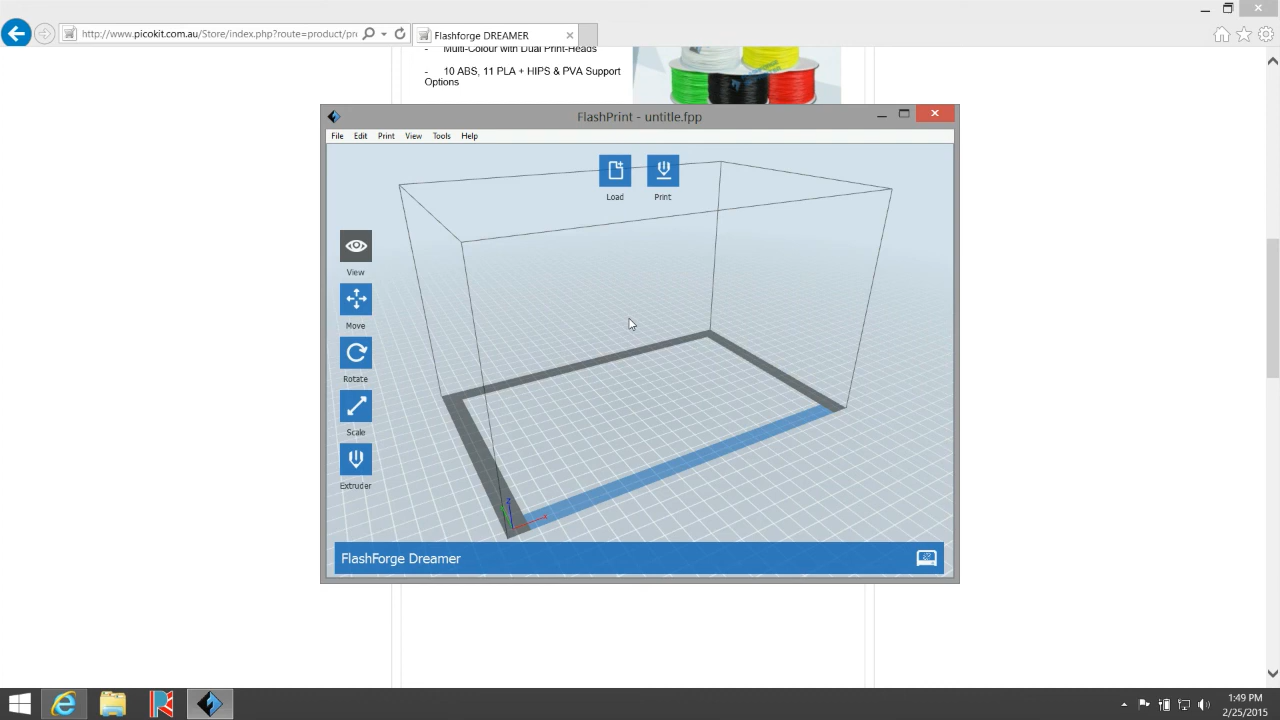 http://www.picokit.com.au/Store/index.php?route=product/pr
Flashforge DREAMER
- Multi-Colour with Dual Print-Heads
- 10 ABS, 11 PLA + HIPS & PVA Support
Options
FlashPrint - untitle.fpp
File Edit Print View Tools Help
Load Print
View
Move
Rotate
Scale
Extruder
FlashForge Dreamer
1:49 PM
2/25/2015